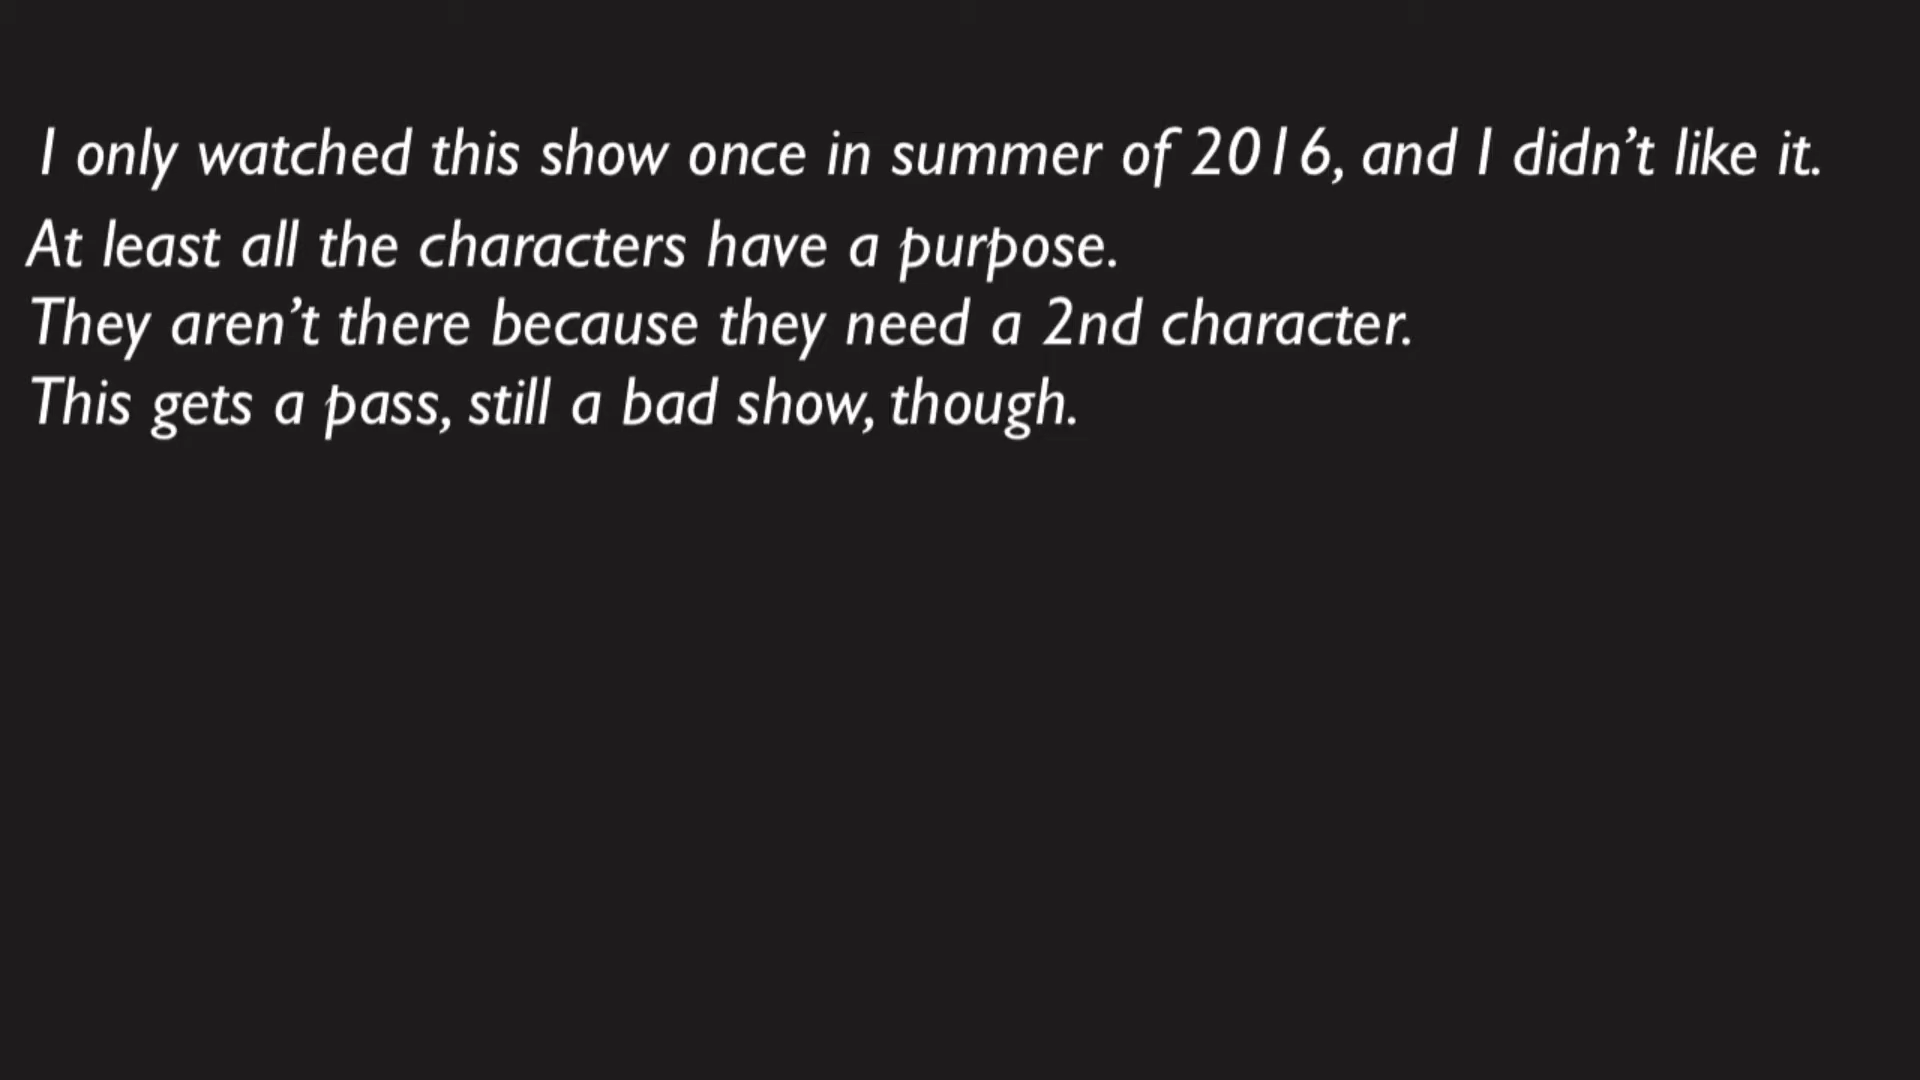 I only watched this show once in summer of 2016, and I didn’t like it.
At least all the characters have a purpose.
They aren’t there because they need a 2nd character.
This gets a pass, still a bad show, though.